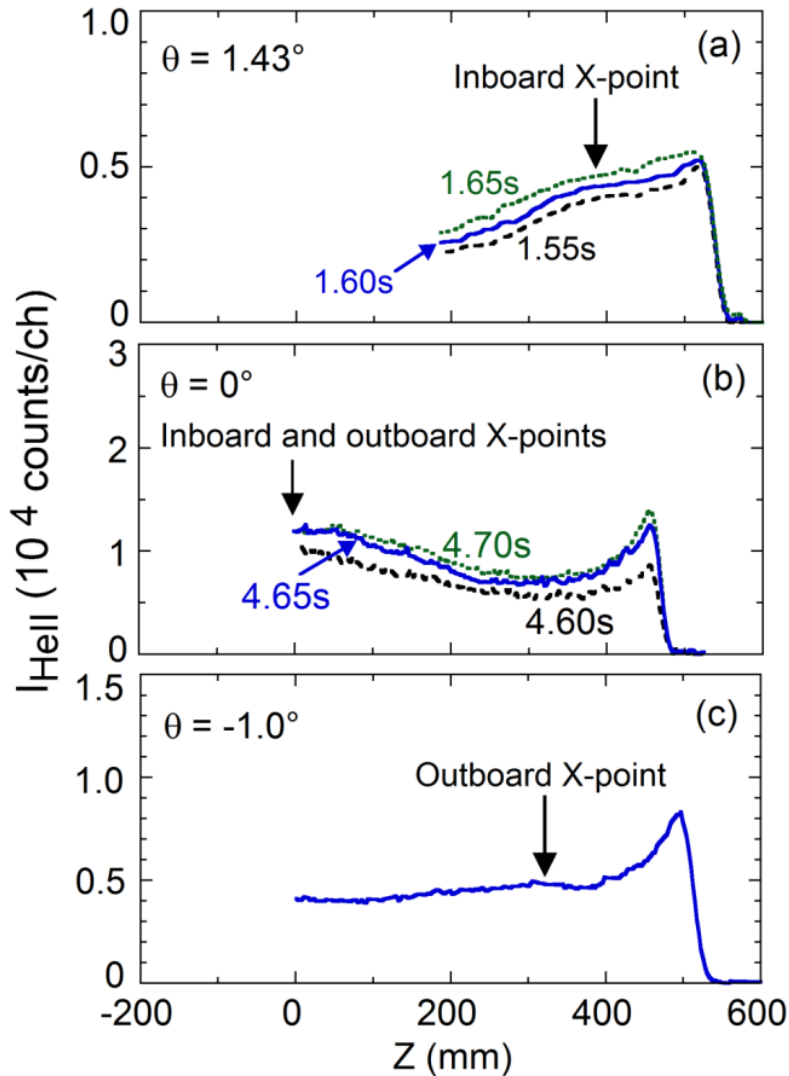 1.0
θ = 1.43°
(a)
Inboard X-point
0.5
1.65s
1.55s
1.60s
0
3
θ = 0°
(b)
Inboard and outboard X-points
2
1
4.70s
4.65s
4.60s
0
1.5
θ = -1.0°
(c)
Outboard X-point
1.0
0.5
0
-200 0 200 400 600
Z (mm)
I_HeII (10^4 counts/ch)